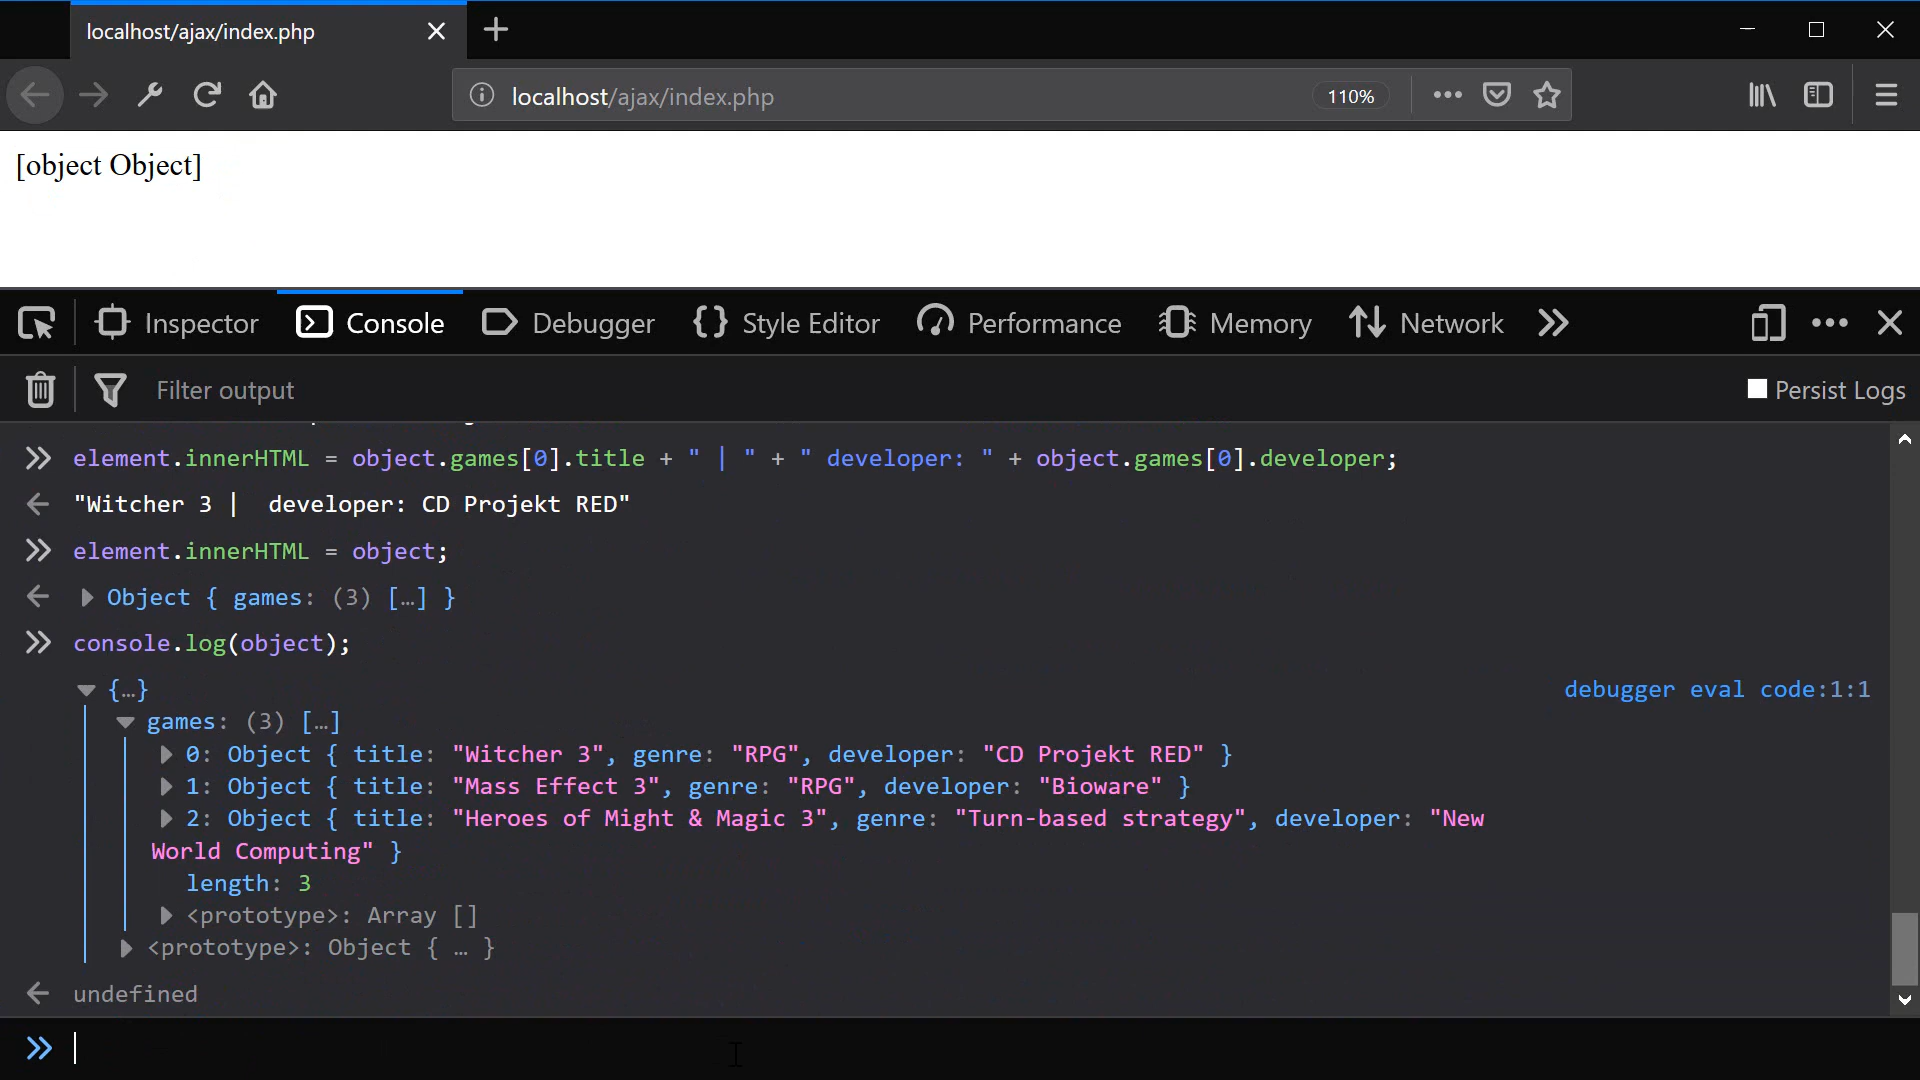 localhost/ajax/index.php
localhost/ajax/index.php 110%
[object Object]
Inspector Console Debugger Style Editor Performance Memory Network
Filter output Persist Logs
element.innerHTML = object.games[0].title + " | " + " developer: " + object.games[0].developer;
"Witcher 3 |  developer: CD Projekt RED"
element.innerHTML = object;
Object { games: (3) […] }
console.log(object);
{…} debugger eval code:1:1
games: (3) […]
0: Object { title: "Witcher 3", genre: "RPG", developer: "CD Projekt RED" }
1: Object { title: "Mass Effect 3", genre: "RPG", developer: "Bioware" }
2: Object { title: "Heroes of Might & Magic 3", genre: "Turn-based strategy", developer: "New
World Computing" }
length: 3
<prototype>: Array []
<prototype>: Object { … }
undefined